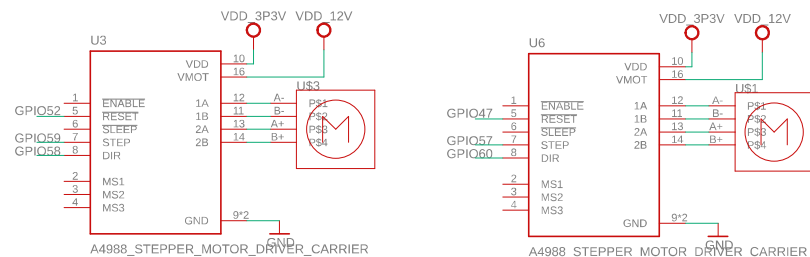 VDD_3P3V VDD_12V
U3
VDD 10
VMOT 16
U$3
1 ENABLE 1A 12 A- P$1
GPIO52 5 RESET 1B 11 B- P$2
6 SLEEP 2A 13 A+ P$3
GPIO59 7 STEP 2B 14 B+ P$4
GPIO58 8 DIR
M
2 MS1
3 MS2
4 MS3
GND 9*2
GND
A4988_STEPPER_MOTOR_DRIVER_CARRIER
VDD_3P3V VDD_12V
U6
VDD 10
VMOT 16
U$1
1 ENABLE 1A 12 A- P$1
GPIO47 5 RESET 1B 11 B- P$2
6 SLEEP 2A 13 A+ P$3
GPIO57 7 STEP 2B 14 B+ P$4
GPIO60 8 DIR
M
2 MS1
3 MS2
4 MS3
GND 9*2
GND
A4988_STEPPER_MOTOR_DRIVER_CARRIER